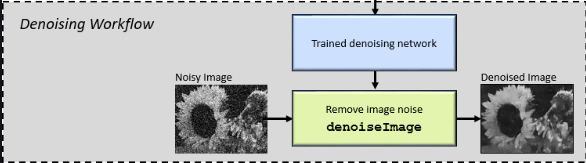 Denoising Workflow
Trained denoising network
Noisy Image
Denoised Image
Remove image noise
denoiseImage